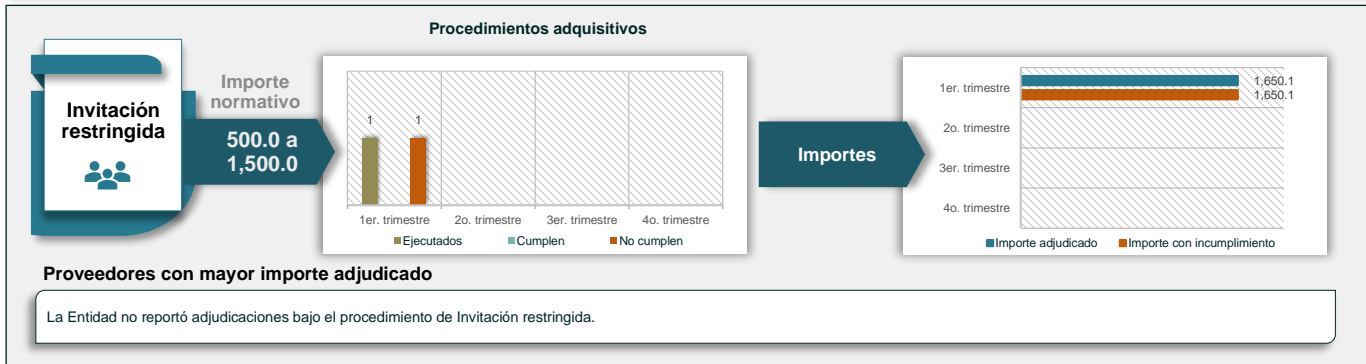 Procedimientos adquisitivos
Invitación
restringida
Importe
normativo
500.0 a
1,500.0
1
1
1er. trimestre
2o. trimestre
3er. trimestre
4o. trimestre
Ejecutados
Cumplen
No cumplen
Importes
1er. trimestre
1,650.1
1,650.1
2o. trimestre
3er. trimestre
4o. trimestre
Importe adjudicado
Importe con incumplimiento
Proveedores con mayor importe adjudicado
La Entidad no reportó adjudicaciones bajo el procedimiento de Invitación restringida.